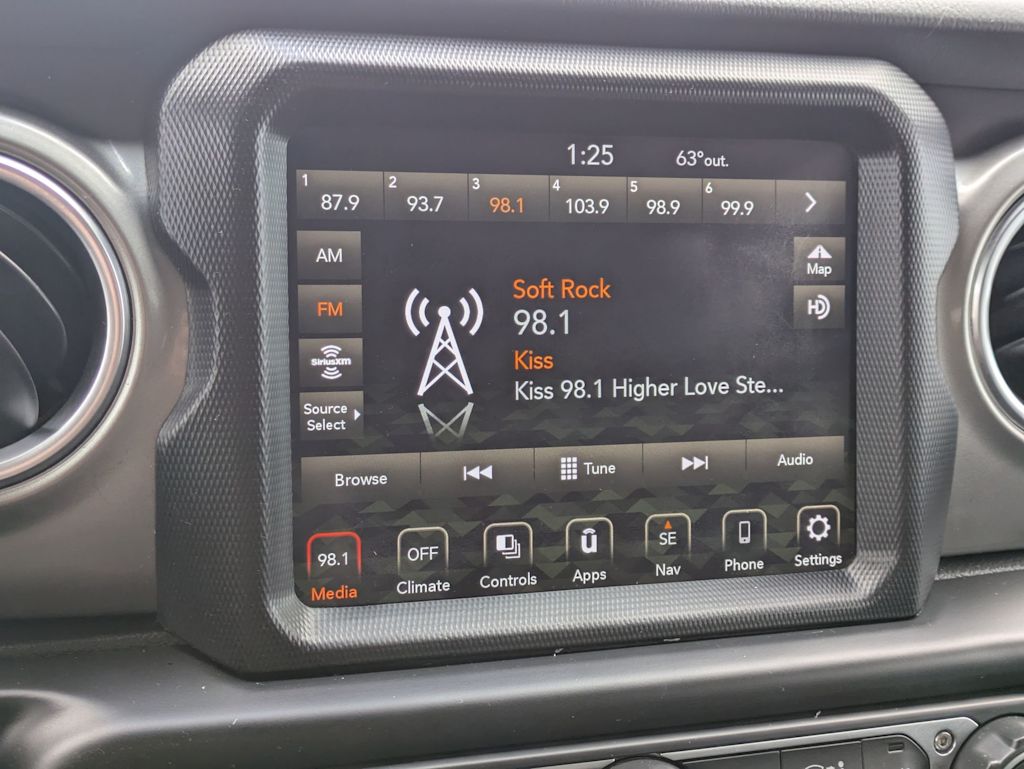 1:25 63°out.
1 87.9 2 93.7 3 98.1 4 103.9 5 98.9 6 99.9
AM
Map
FM
HD
Soft Rock
98.1
Kiss
Kiss 98.1 Higher Love Ste...
SiriusXM
Source
Select
Browse Tune Audio
98.1 OFF SE
Media Climate Controls Apps Nav Phone Settings